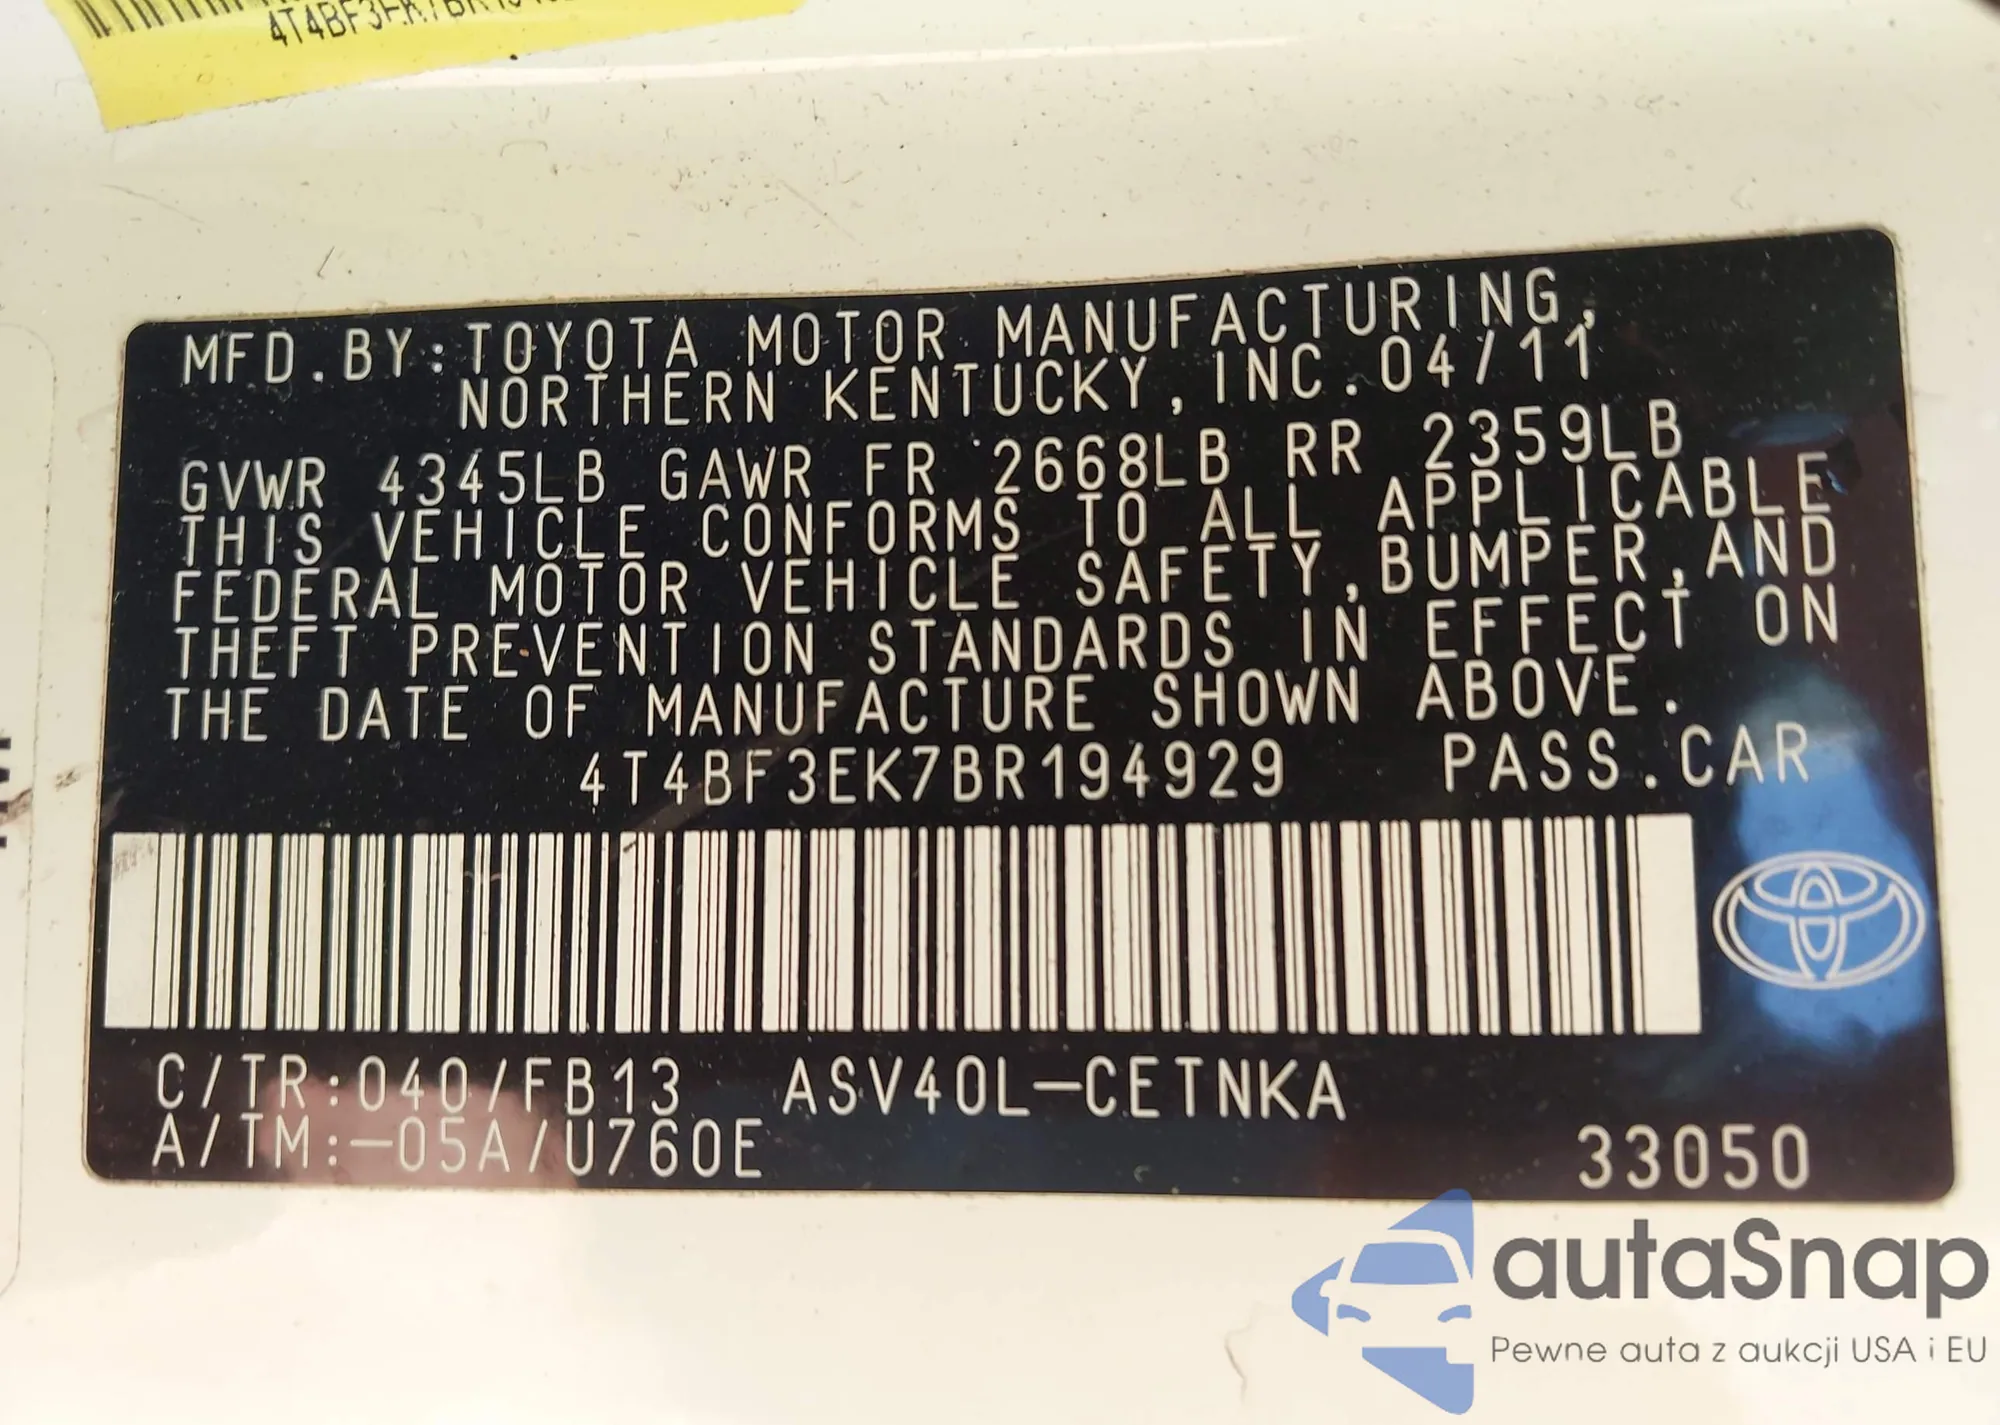 MFD.BY:TOYOTA MOTOR MANUFACTURING,
NORTHERN KENTUCKY,INC.04/11
GVWR 4345LB GAWR FR 2668LB RR 2359LB
THIS VEHICLE CONFORMS TO ALL APPLICABLE
FEDERAL MOTOR VEHICLE SAFETY,BUMPER,AND
THEFT PREVENTION STANDARDS IN EFFECT ON
THE DATE OF MANUFACTURE SHOWN ABOVE.
4T4BF3EK7BR194929 PASS.CAR
C/TR:040/FB13 ASV40L-CETNKA
A/TM:-05A/U760E 33050
autaSnap
Pewne auta z aukcji USA i EU